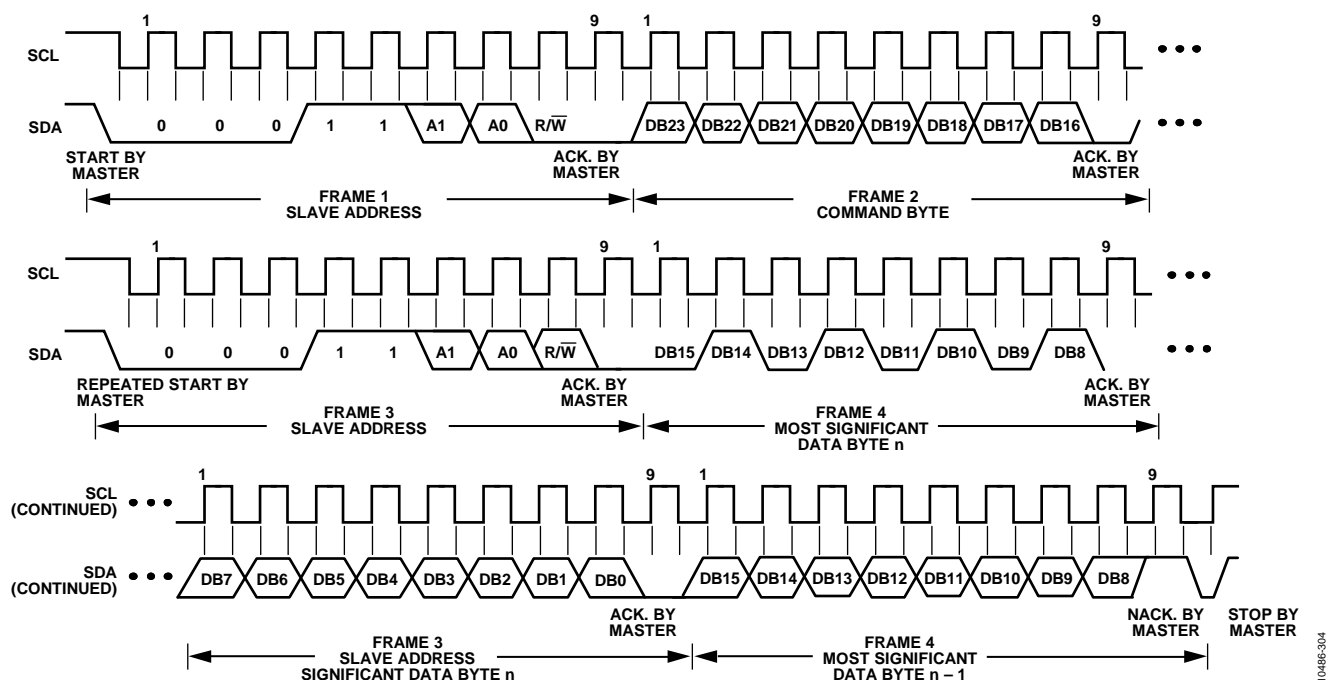 1 9 1 9
SCL
SDA 0 0 0 1 1 A1 A0 R/W̅ DB23 DB22 DB21 DB20 DB19 DB18 DB17 DB16
START BY
MASTER
ACK. BY
MASTER
ACK. BY
MASTER
FRAME 1
SLAVE ADDRESS
FRAME 2
COMMAND BYTE
1 9 1 9
SCL
SDA 0 0 0 1 1 A1 A0 R/W̅ DB15 DB14 DB13 DB12 DB11 DB10 DB9 DB8
REPEATED START BY
MASTER
ACK. BY
MASTER
ACK. BY
MASTER
FRAME 3
SLAVE ADDRESS
FRAME 4
MOST SIGNIFICANT
DATA BYTE n
1 9 1 9
SCL
(CONTINUED)
SDA
(CONTINUED)
DB7 DB6 DB5 DB4 DB3 DB2 DB1 DB0 DB15 DB14 DB13 DB12 DB11 DB10 DB9 DB8
ACK. BY
MASTER
NACK. BY
MASTER
STOP BY
MASTER
FRAME 3
SLAVE ADDRESS
SIGNIFICANT DATA BYTE n
FRAME 4
MOST SIGNIFICANT
DATA BYTE n – 1
10486-304